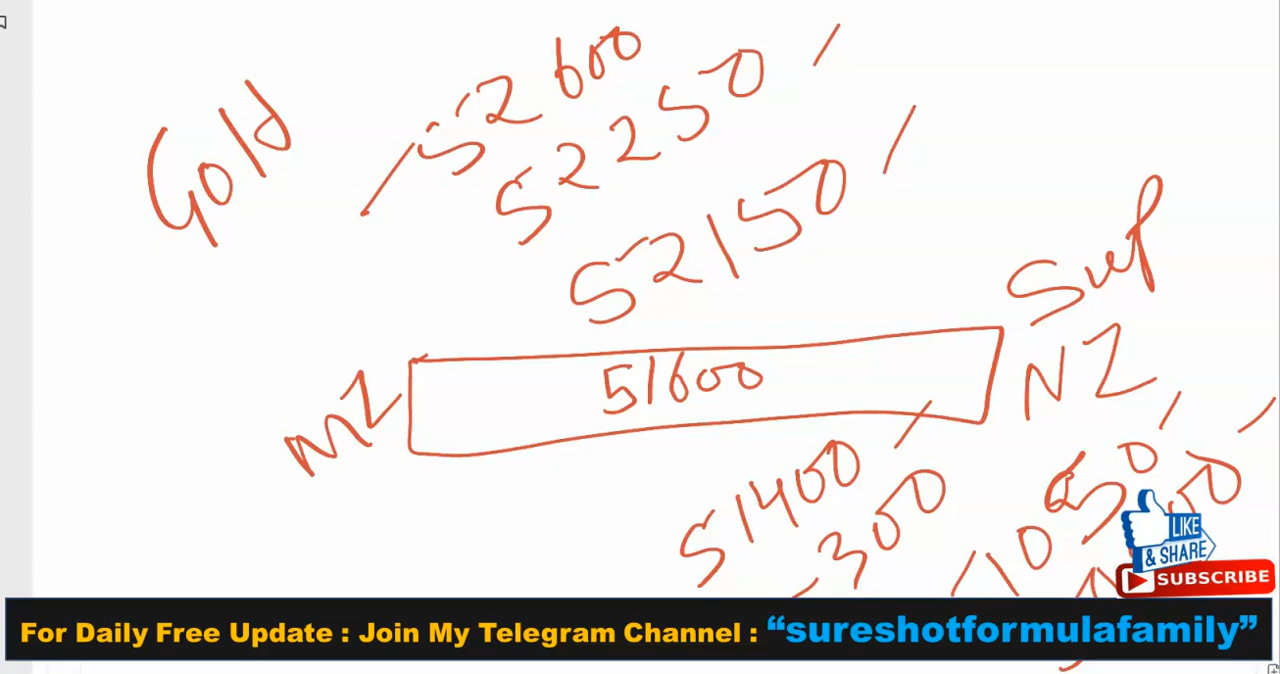 Gold
52600
52250
52150
Sup
MZ
51600
NZ
51400
300
LIKE
& SHARE
SUBSCRIBE
For Daily Free Update : Join My Telegram Channel : “sureshotformulafamily”